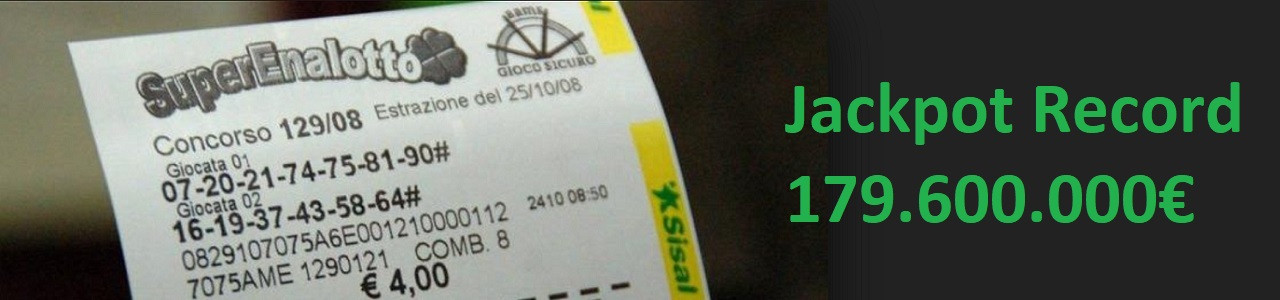 SuperEnalotto
aams
GIOCO SICURO
Concorso 129/08 Estrazione del 25/10/08
Giocata 01
07-20-21-74-75-81-90#
Giocata 02
16-19-37-43-58-64#
2410 08:50
0829107075A6E001210000112
7075AME 1290121 COMB. 8
€ 4,00
Sisal
Jackpot Record
179.600.000€